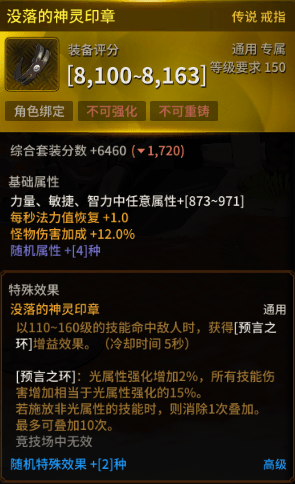 没落的神灵印章 传说 戒指
装备评分 通用 专属
[8,100~8,163] 等级要求 150
角色绑定 不可强化 不可重铸
综合套装分数 +6460 (▼1,720)
基础属性
力量、敏捷、智力中任意属性+[873~971]
每秒法力值恢复 +1.0
怪物伤害加成 +12.0%
随机属性 +[4]种
特殊效果
没落的神灵印章 通用
以110~160级的技能命中敌人时，获得[预言之
环]增益效果。（冷却时间 5秒）
[预言之环]：光属性强化增加2%，所有技能伤
害增加相当于光属性强化的15%。
若施放非光属性的技能时，则消除1次叠加。
最多可叠加10次。
竞技场中无效
随机特殊效果 +[2]种 高级